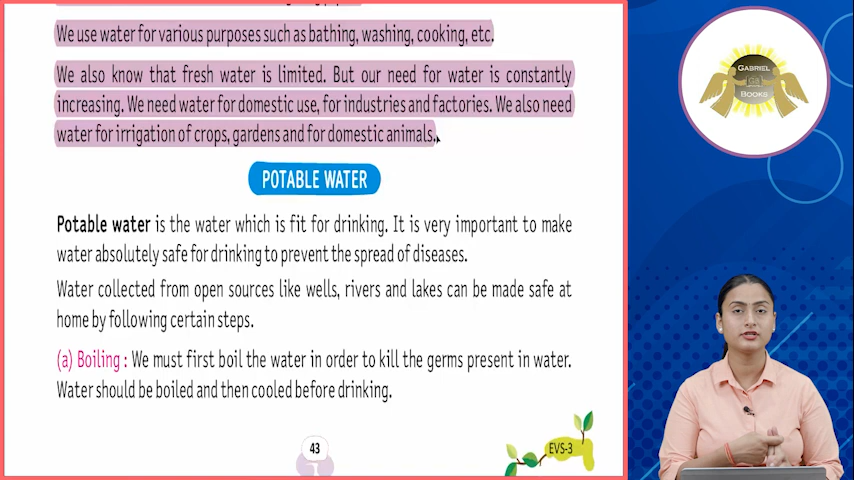 We use water for various purposes such as bathing, washing, cooking, etc.
We also know that fresh water is limited. But our need for water is constantly
increasing. We need water for domestic use, for industries and factories. We also need
water for irrigation of crops, gardens and for domestic animals.
POTABLE WATER
Potable water is the water which is fit for drinking. It is very important to make
water absolutely safe for drinking to prevent the spread of diseases.
Water collected from open sources like wells, rivers and lakes can be made safe at
home by following certain steps.
(a) Boiling : We must first boil the water in order to kill the germs present in water.
Water should be boiled and then cooled before drinking.
43
EVS-3
GABRIEL
GB
BOOKS